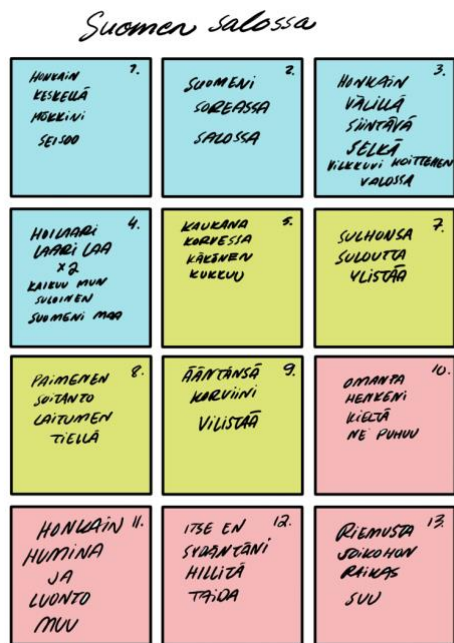 Suomen salossa
1.
HONKAIN
KESKELLÄ
MÖKKINI
SEISOO
2.
SUOMENI
SOREASSA
SALOSSA
3.
HONKAIN
VÄLILLÄ
SIINTÄVÄ
SELKÄ
VILKKUVI KOITTEHEN
VALOSSA
4.
HOILAARI
LAARI LAA
x2
KAIKUU MUN
SULOINEN
SUOMENI MAA
5.
KAUKANA
KORVESSA
KÄKÖNEN
KUKKUU
7.
SULHONSA
SULOUTTA
YLISTÄÄ
8.
PAIMENEN
SOITANTO
LAITUMEN
TIELLÄ
9.
ÄÄNTÄNSÄ
KORVIINI
VILISTÄÄ
10.
OMANTA
HENKENI
KIELTÄ
NE PUHUU
11.
HONKAIN
HUMINA
JA
LUONTO
MUU
12.
ITSE EN
SYDÄNTÄNI
HILLITÄ
TAIDA
13.
RIEMUSTA
SOIKOHON
RAIKAS
SUU